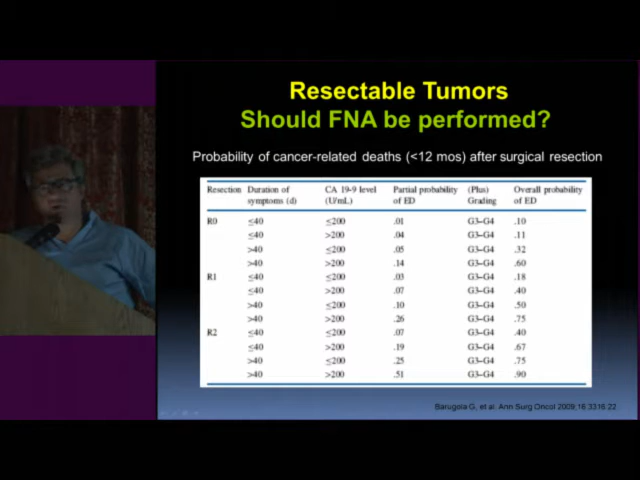 Resectable Tumors
Should FNA be performed?
Probability of cancer-related deaths (<12 mos) after surgical resection
Resection Duration of CA 19-9 level Partial probability (Plus) Overall probability
symptoms (d) (U/mL) of ED Grading of ED
R0 ≤40 ≤200 .01 G3–G4 .10
≤40 >200 .04 G3–G4 .11
>40 ≤200 .05 G3–G4 .32
>40 >200 .14 G3–G4 .60
R1 ≤40 ≤200 .03 G3–G4 .18
≤40 >200 .07 G3–G4 .40
>40 ≤200 .10 G3–G4 .50
>40 >200 .26 G3–G4 .75
R2 ≤40 ≤200 .07 G3–G4 .40
≤40 >200 .19 G3–G4 .67
>40 ≤200 .25 G3–G4 .75
>40 >200 .51 G3–G4 .90
Barugola G, et al. Ann Surg Oncol 2009;16:3316-22